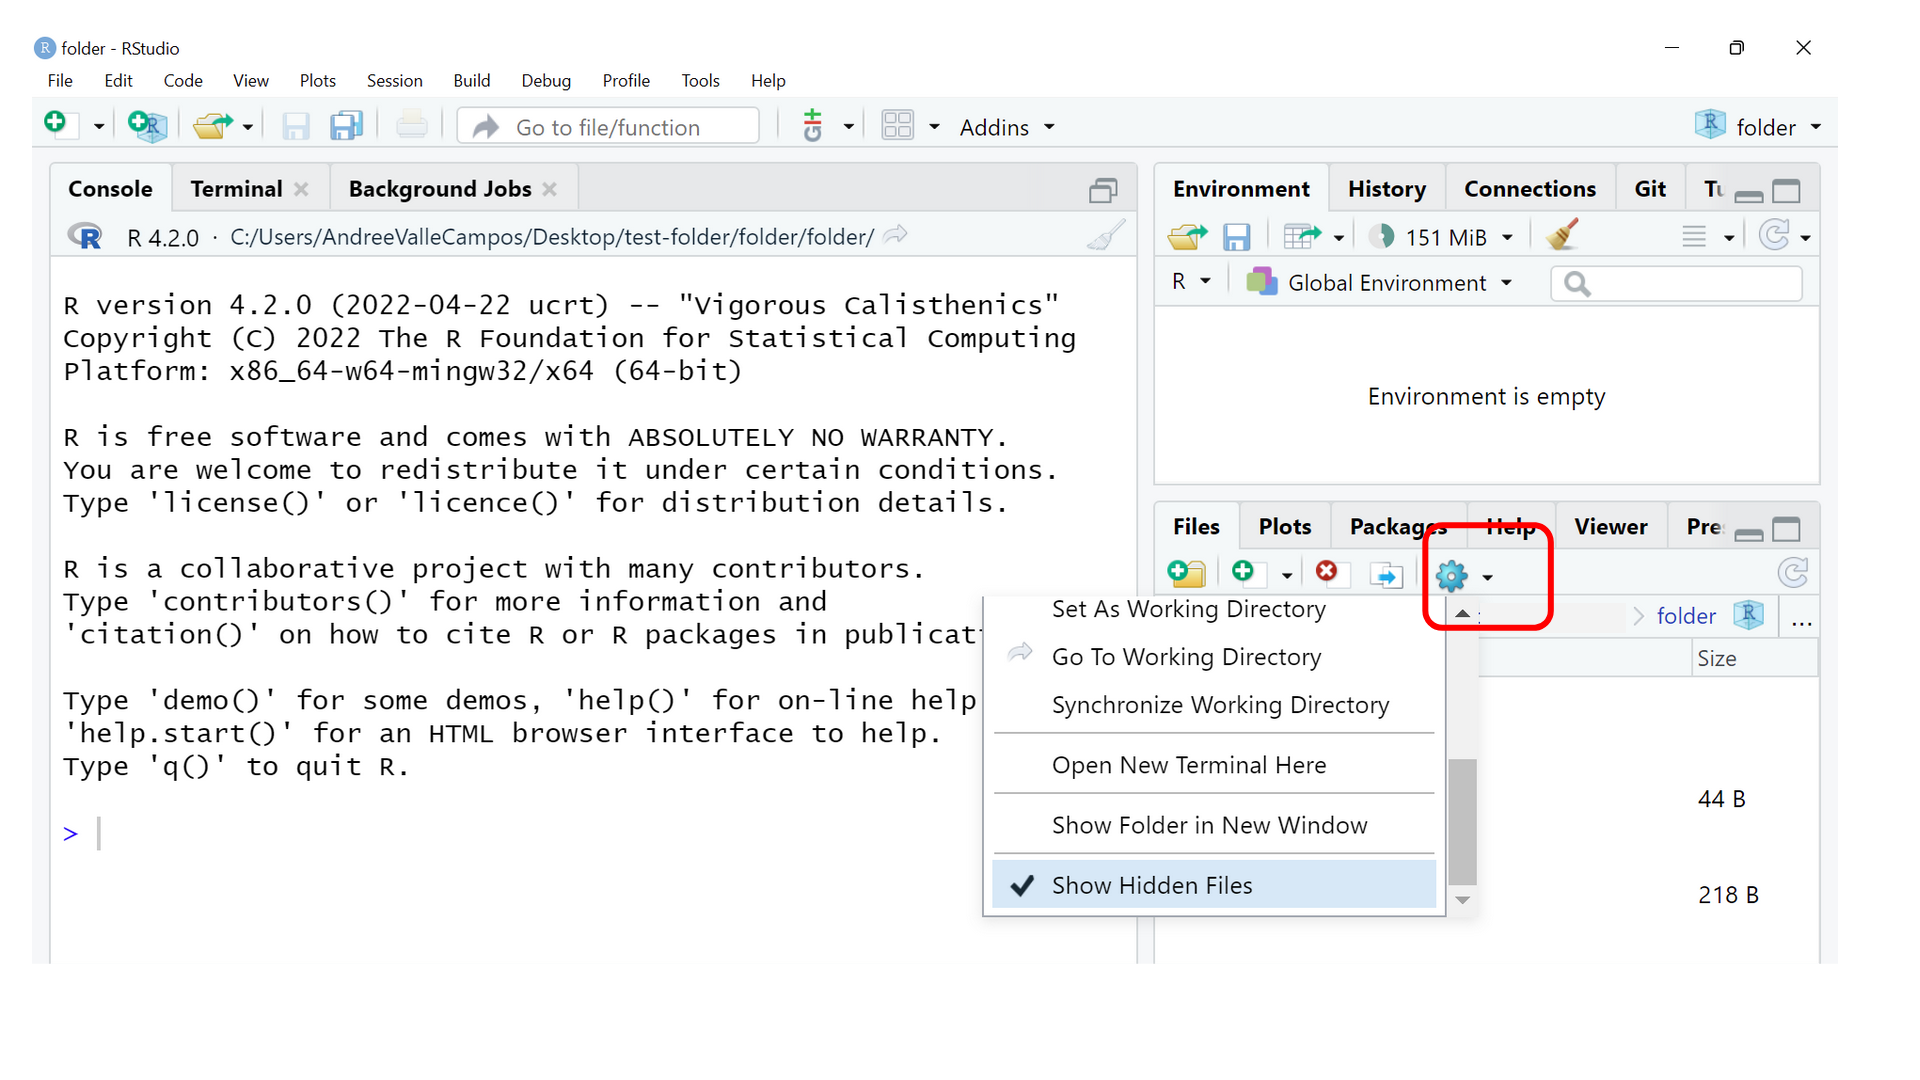 folder - RStudio
File Edit Code View Plots Session Build Debug Profile Tools Help
Go to file/function
Addins
folder
Console Terminal Background Jobs
R 4.2.0 · C:/Users/AndreeValleCampos/Desktop/test-folder/folder/folder/
R version 4.2.0 (2022-04-22 ucrt) -- "Vigorous Calisthenics"
Copyright (C) 2022 The R Foundation for Statistical Computing
Platform: x86_64-w64-mingw32/x64 (64-bit)
R is free software and comes with ABSOLUTELY NO WARRANTY.
You are welcome to redistribute it under certain conditions.
Type 'license()' or 'licence()' for distribution details.
R is a collaborative project with many contributors.
Type 'contributors()' for more information and
'citation()' on how to cite R or R packages in publicat
Type 'demo()' for some demos, 'help()' for on-line help
'help.start()' for an HTML browser interface to help.
Type 'q()' to quit R.
>
Environment History Connections Git Tu
151 MiB
R Global Environment
Environment is empty
Files Plots Packages Help Viewer Pre
folder ...
Size
44 B
218 B
Set As Working Directory
Go To Working Directory
Synchronize Working Directory
Open New Terminal Here
Show Folder in New Window
Show Hidden Files